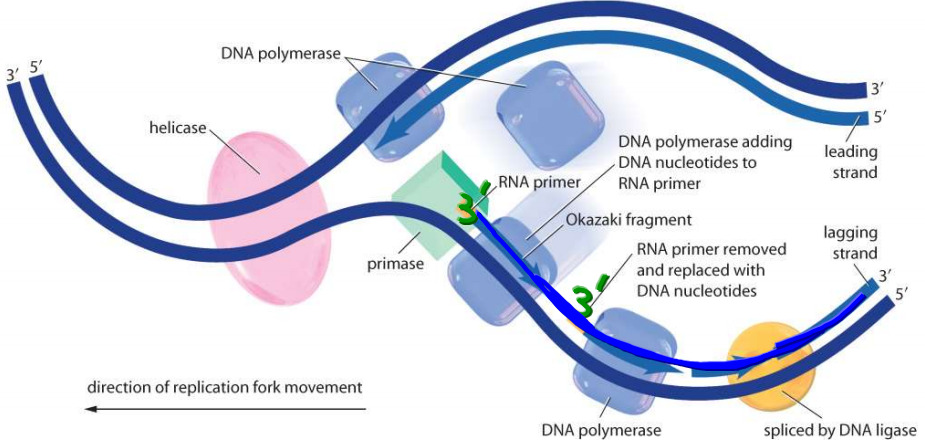 DNA polymerase
3′
5′
3′
5′
helicase
DNA polymerase adding
DNA nucleotides to
RNA primer
leading
strand
RNA primer
3′
Okazaki fragment
primase
RNA primer removed
and replaced with
DNA nucleotides
3′
lagging
strand
3′
5′
direction of replication fork movement
DNA polymerase
spliced by DNA ligase